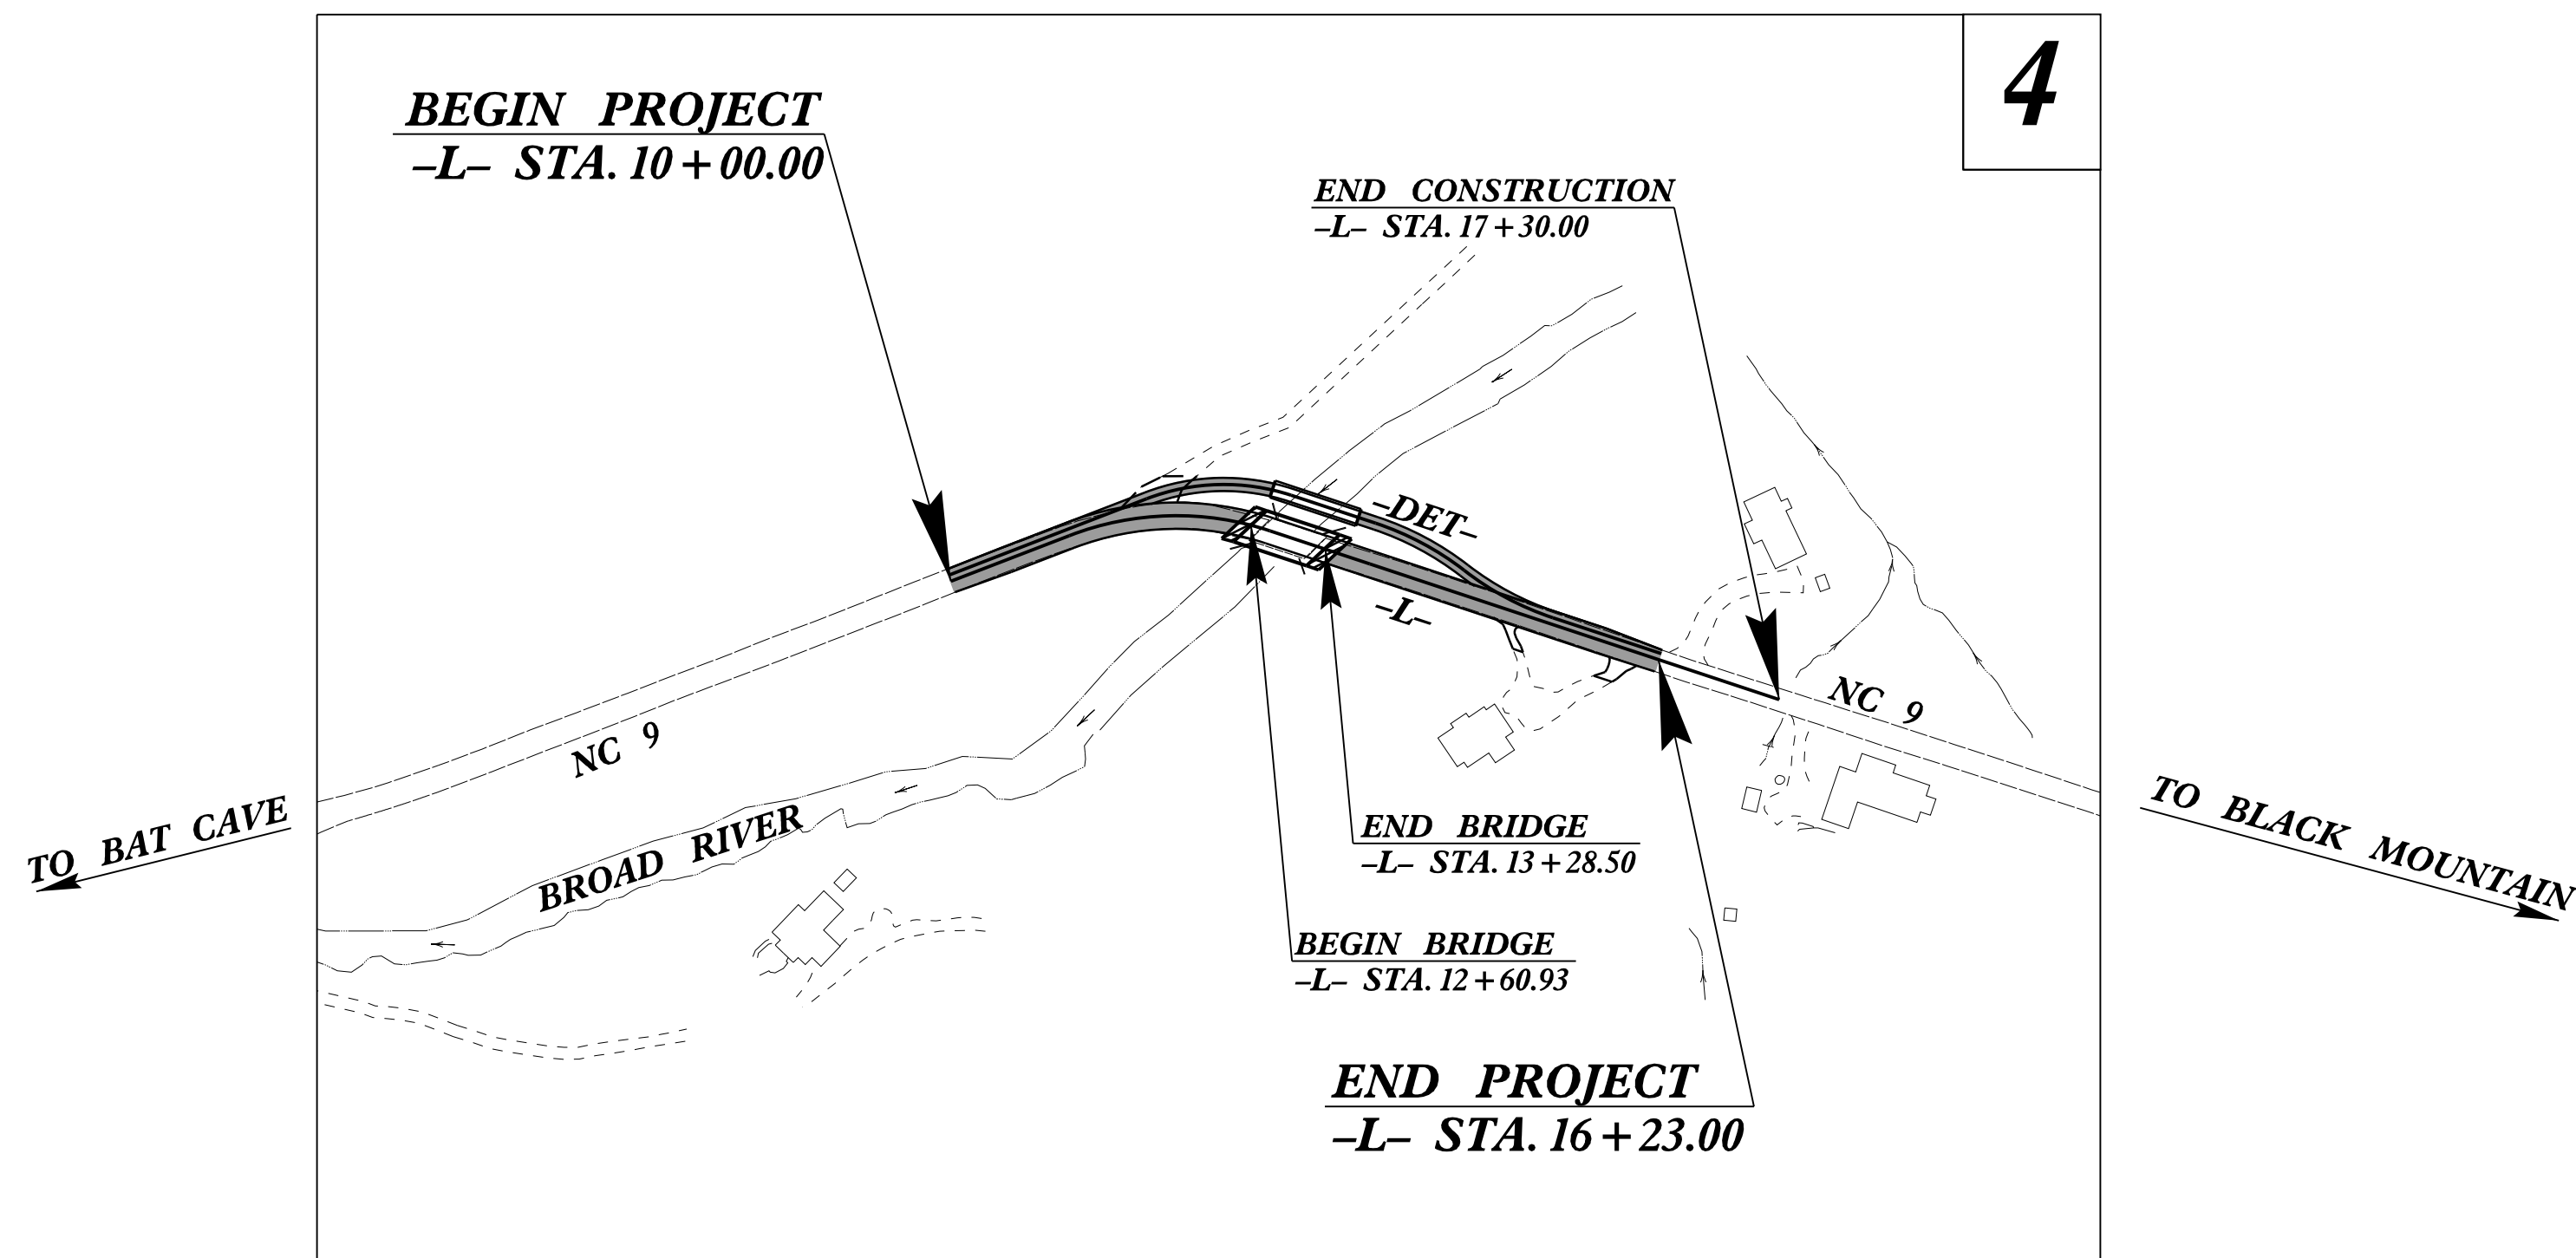 4
BEGIN PROJECT
–L– STA. 10+00.00
END CONSTRUCTION
–L– STA. 17+30.00
–DET–
–L–
NC 9
NC 9
TO BAT CAVE
BROAD RIVER
TO BLACK MOUNTAIN
END BRIDGE
–L– STA. 13+28.50
BEGIN BRIDGE
–L– STA. 12+60.93
END PROJECT
–L– STA. 16+23.00